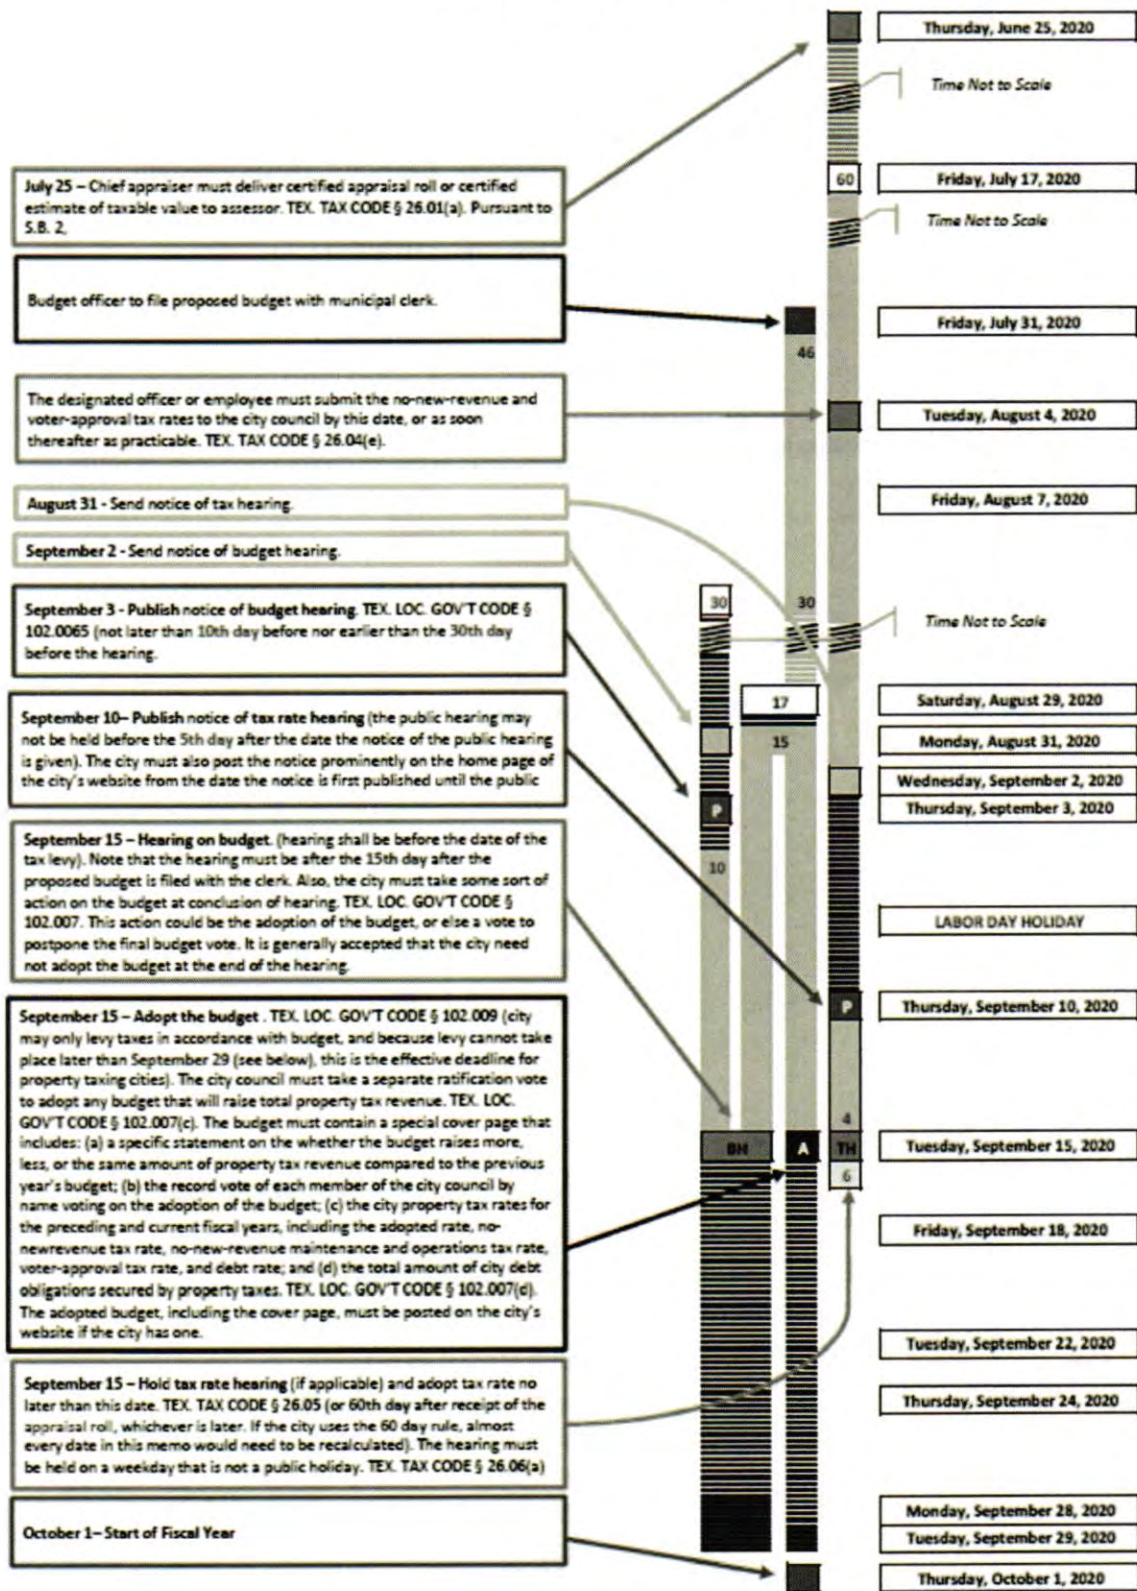 Thursday, June 25, 2020
Time Not to Scale
July 25 – Chief appraiser must deliver certified appraisal roll or certified
estimate of taxable value to assessor. TEX. TAX CODE § 26.01(a). Pursuant to
S.B. 2,
60
Friday, July 17, 2020
Time Not to Scale
Budget officer to file proposed budget with municipal clerk.
Friday, July 31, 2020
46
The designated officer or employee must submit the no-new-revenue and
voter-approval tax rates to the city council by this date, or as soon
thereafter as practicable. TEX. TAX CODE § 26.04(e).
Tuesday, August 4, 2020
August 31 - Send notice of tax hearing.
Friday, August 7, 2020
September 2 - Send notice of budget hearing.
September 3 - Publish notice of budget hearing. TEX. LOC. GOV'T CODE §
102.0065 (not later than 10th day before nor earlier than the 30th day
before the hearing.
30
30
Time Not to Scale
September 10– Publish notice of tax rate hearing (the public hearing may
not be held before the 5th day after the date the notice of the public hearing
is given). The city must also post the notice prominently on the home page of
the city's website from the date the notice is first published until the public
17
Saturday, August 29, 2020
15
Monday, August 31, 2020
Wednesday, September 2, 2020
P
Thursday, September 3, 2020
September 15 – Hearing on budget. (hearing shall be before the date of the
tax levy). Note that the hearing must be after the 15th day after the
proposed budget is filed with the clerk. Also, the city must take some sort of
action on the budget at conclusion of hearing. TEX. LOC. GOV'T CODE §
102.007. This action could be the adoption of the budget, or else a vote to
postpone the final budget vote. It is generally accepted that the city need
not adopt the budget at the end of the hearing.
10
LABOR DAY HOLIDAY
P
Thursday, September 10, 2020
September 15 – Adopt the budget . TEX. LOC. GOV'T CODE § 102.009 (city
may only levy taxes in accordance with budget, and because levy cannot take
place later than September 29 (see below), this is the effective deadline for
property taxing cities). The city council must take a separate ratification vote
to adopt any budget that will raise total property tax revenue. TEX. LOC.
GOV'T CODE § 102.007(c). The budget must contain a special cover page that
includes: (a) a specific statement on the whether the budget raises more,
less, or the same amount of property tax revenue compared to the previous
year's budget; (b) the record vote of each member of the city council by
name voting on the adoption of the budget; (c) the city property tax rates for
the preceding and current fiscal years, including the adopted rate, no-
newrevenue tax rate, no-new-revenue maintenance and operations tax rate,
voter-approval tax rate, and debt rate; and (d) the total amount of city debt
obligations secured by property taxes. TEX. LOC. GOV'T CODE § 102.007(d).
The adopted budget, including the cover page, must be posted on the city's
website if the city has one.
4
BH
A
TH
Tuesday, September 15, 2020
6
Friday, September 18, 2020
Tuesday, September 22, 2020
September 15 – Hold tax rate hearing (if applicable) and adopt tax rate no
later than this date. TEX. TAX CODE § 26.05 (or 60th day after receipt of the
appraisal roll, whichever is later. If the city uses the 60 day rule, almost
every date in this memo would need to be recalculated). The hearing must
be held on a weekday that is not a public holiday. TEX. TAX CODE § 26.06(a)
Thursday, September 24, 2020
October 1– Start of Fiscal Year
Monday, September 28, 2020
Tuesday, September 29, 2020
Thursday, October 1, 2020